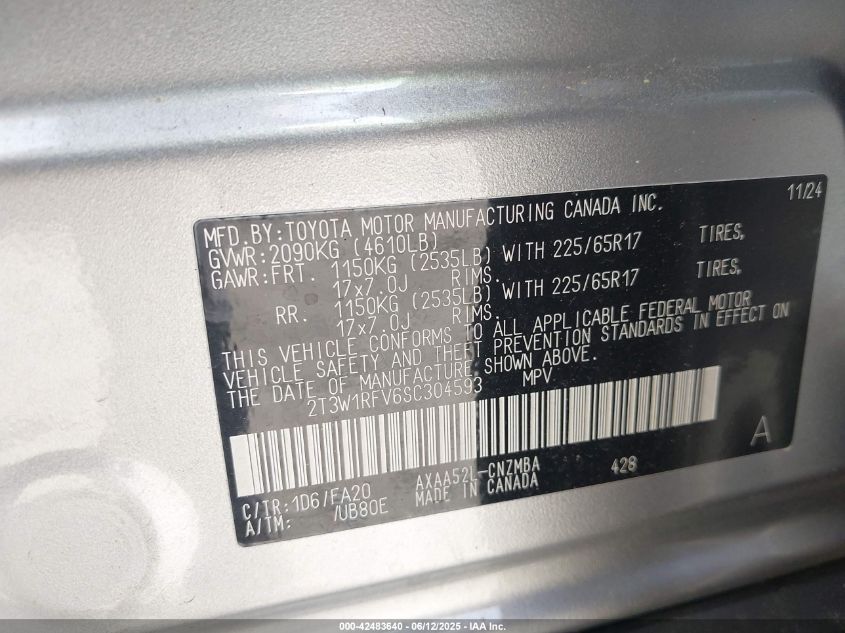 11/24
MFD.BY:TOYOTA MOTOR MANUFACTURING CANADA INC.
GVWR:2090KG (4610LB)
GAWR:FRT. 1150KG (2535LB) WITH 225/65R17 TIRES,
17x7.0J RIMS.
RR. 1150KG (2535LB) WITH 225/65R17 TIRES,
17x7.0J RIMS.
THIS VEHICLE CONFORMS TO ALL APPLICABLE FEDERAL MOTOR
VEHICLE SAFETY AND THEFT PREVENTION STANDARDS IN EFFECT ON
THE DATE OF MANUFACTURE SHOWN ABOVE.
2T3W1RFV6SC304593 MPV
A
C/TR:1D6/FA20 AXAA52L-CNZMBA 428
A/TM: /UB80E MADE IN CANADA
000-42483640 - 06/12/2025 - IAA Inc.